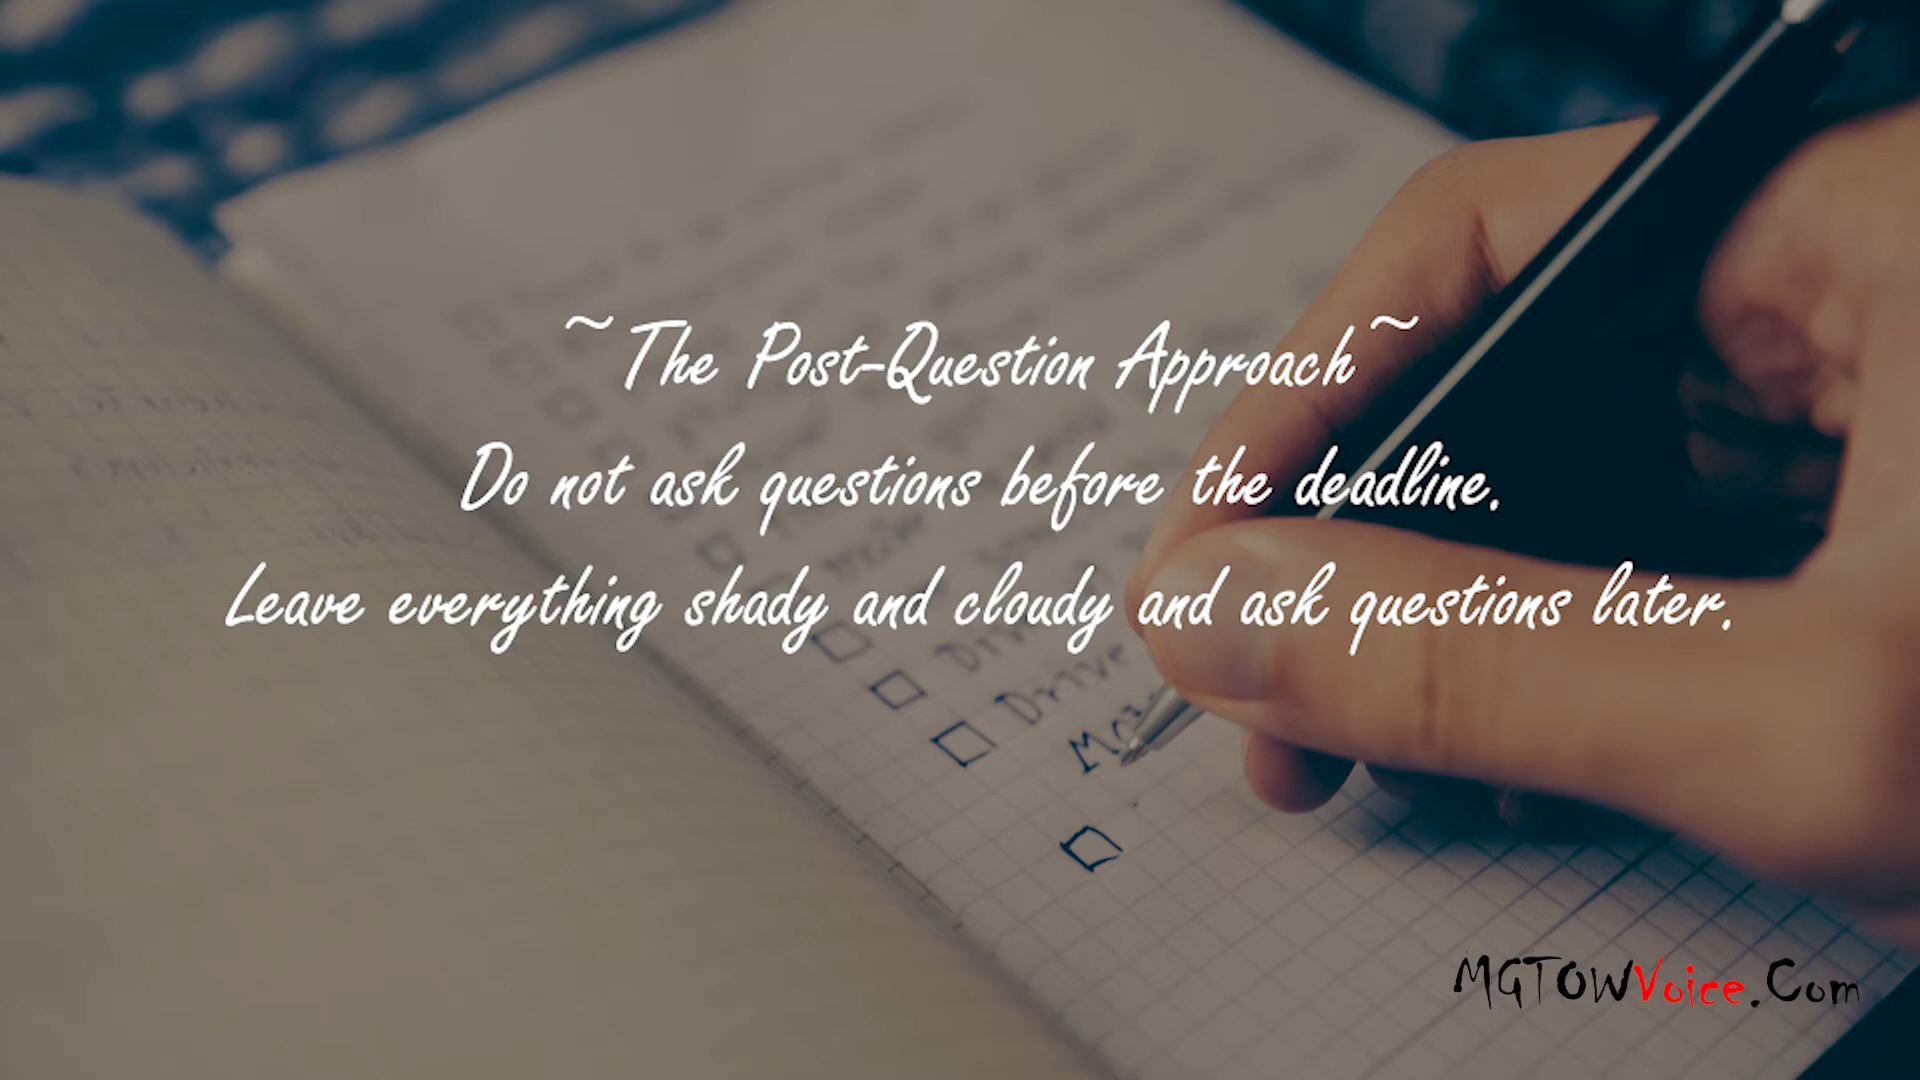 ~The Post-Question Approach~
Do not ask questions before the deadline.
Leave everything shady and cloudy and ask questions later.
Drive
MGTOWVoice.Com